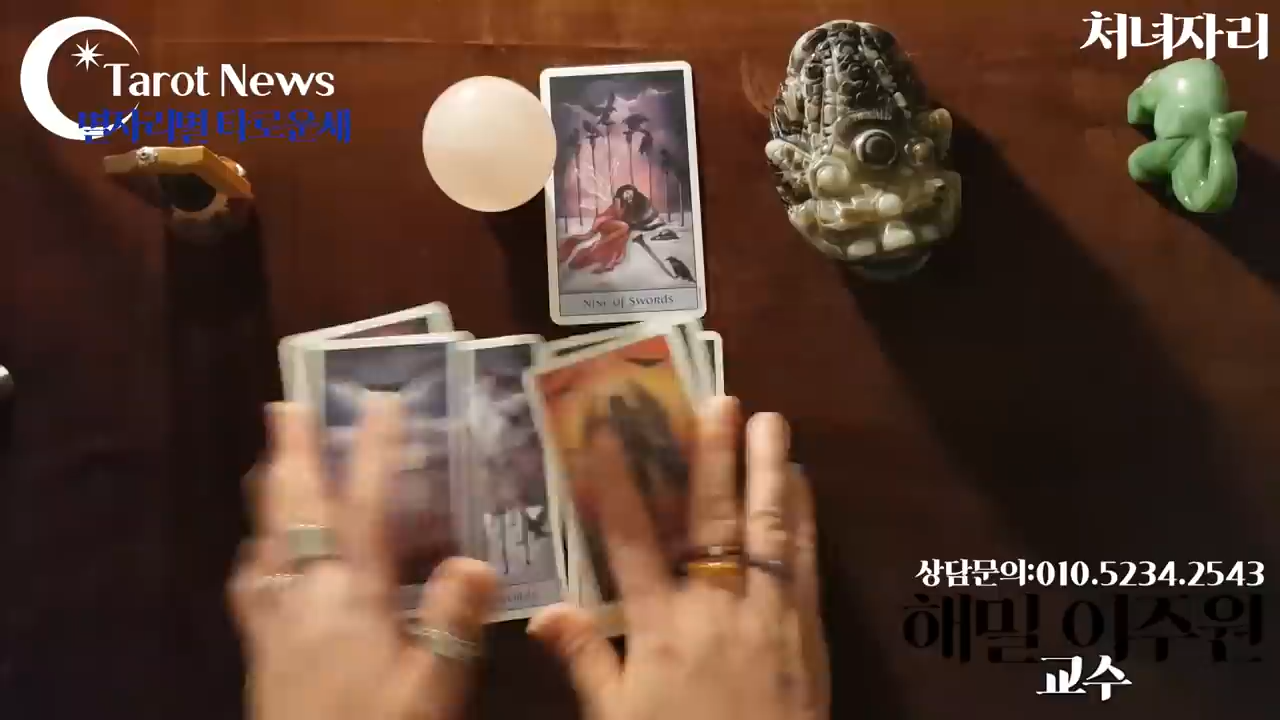 Tarot News
별자리별 타로운세
처녀자리
Nine of Swords
상담문의:010.5234.2543
해밀 이주원
교수